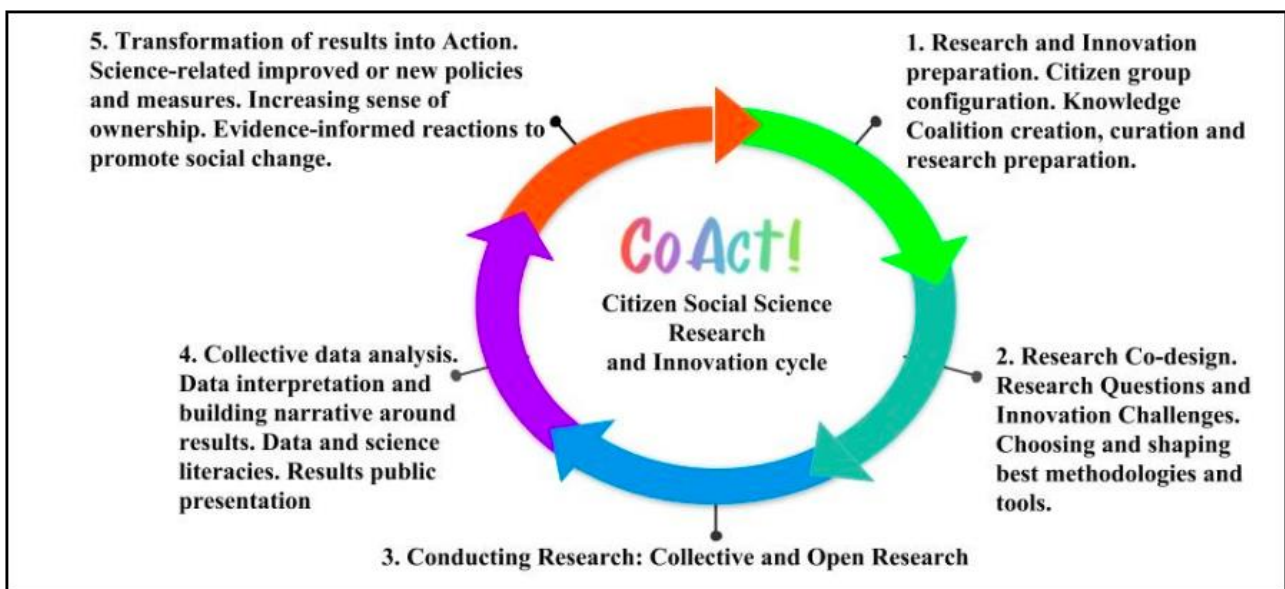 5. Transformation of results into Action.
Science-related improved or new policies
and measures. Increasing sense of
ownership. Evidence-informed reactions to
promote social change.
1. Research and Innovation
preparation. Citizen group
configuration. Knowledge
Coalition creation, curation and
research preparation.
CoAct!
Citizen Social Science
Research
and Innovation cycle
4. Collective data analysis.
Data interpretation and
building narrative around
results. Data and science
literacies. Results public
presentation
2. Research Co-design.
Research Questions and
Innovation Challenges.
Choosing and shaping
best methodologies and
tools.
3. Conducting Research: Collective and Open Research